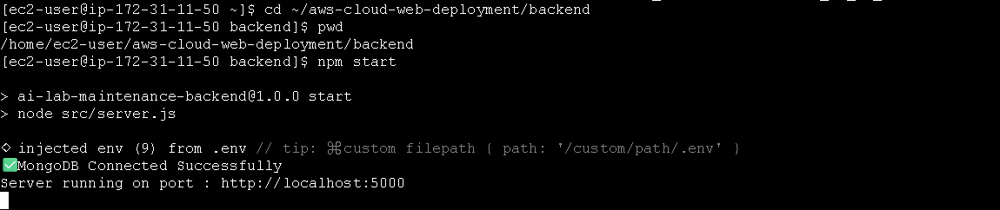 [ec2-user@ip-172-31-11-50 ~]$ cd ~/aws-cloud-web-deployment/backend
[ec2-user@ip-172-31-11-50 backend]$ pwd
/home/ec2-user/aws-cloud-web-deployment/backend
[ec2-user@ip-172-31-11-50 backend]$ npm start
> ai-lab-maintenance-backend@1.0.0 start
> node src/server.js
◇ injected env (9) from .env // tip: ⌘custom filepath { path: '/custom/path/.env' }
✅MongoDB Connected Successfully
Server running on port : http://localhost:5000